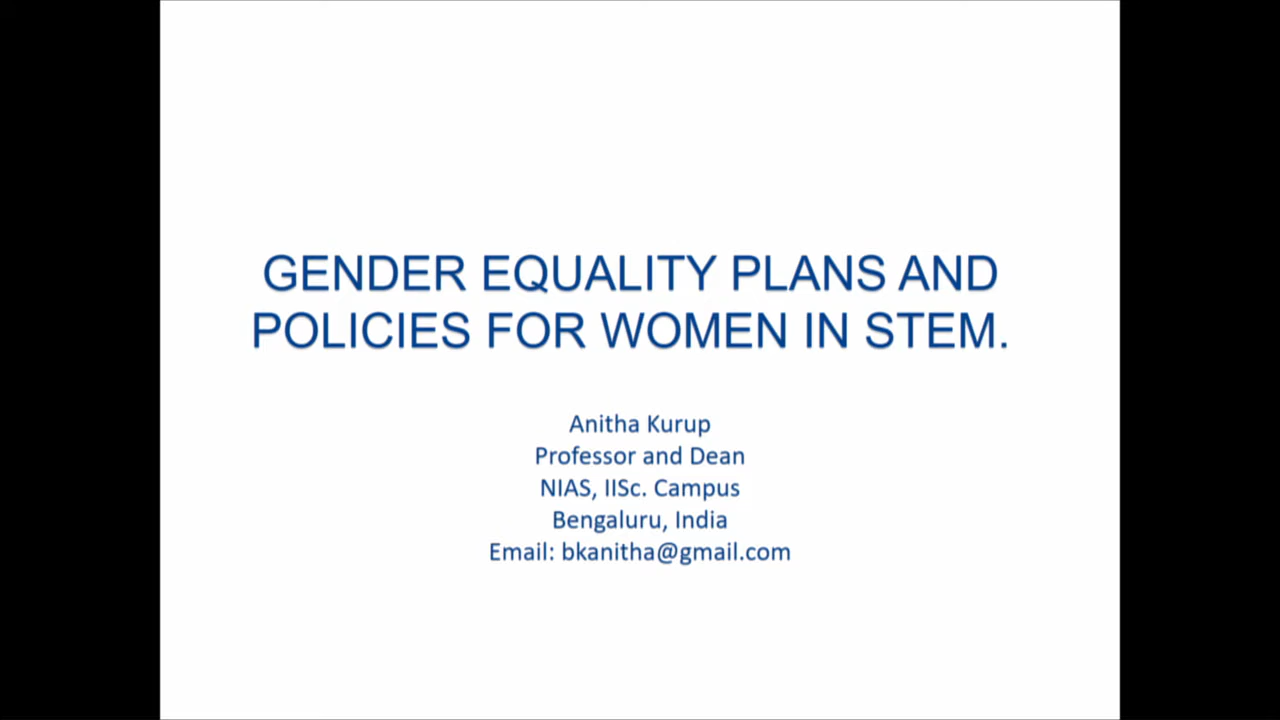 GENDER EQUALITY PLANS AND
POLICIES FOR WOMEN IN STEM.
Anitha Kurup
Professor and Dean
NIAS, IISc. Campus
Bengaluru, India
Email: bkanitha@gmail.com